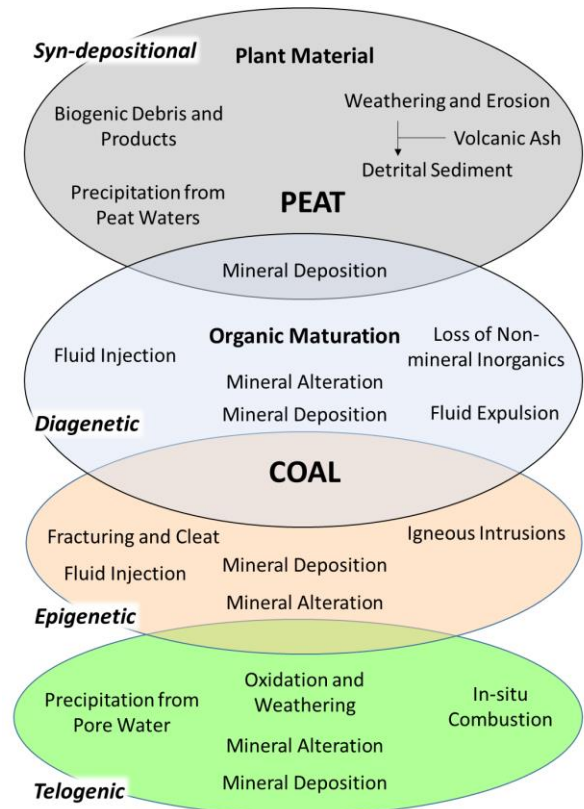 Syn-depositional
Plant Material
Biogenic Debris and
Products
Weathering and Erosion
Volcanic Ash
Detrital Sediment
Precipitation from
Peat Waters
PEAT
Mineral Deposition
Organic Maturation
Fluid Injection
Loss of Non-
mineral Inorganics
Mineral Alteration
Mineral Deposition
Fluid Expulsion
Diagenetic
COAL
Fracturing and Cleat
Igneous Intrusions
Fluid Injection
Mineral Deposition
Mineral Alteration
Epigenetic
Precipitation from
Pore Water
Oxidation and
Weathering
In-situ
Combustion
Mineral Alteration
Mineral Deposition
Telogenic